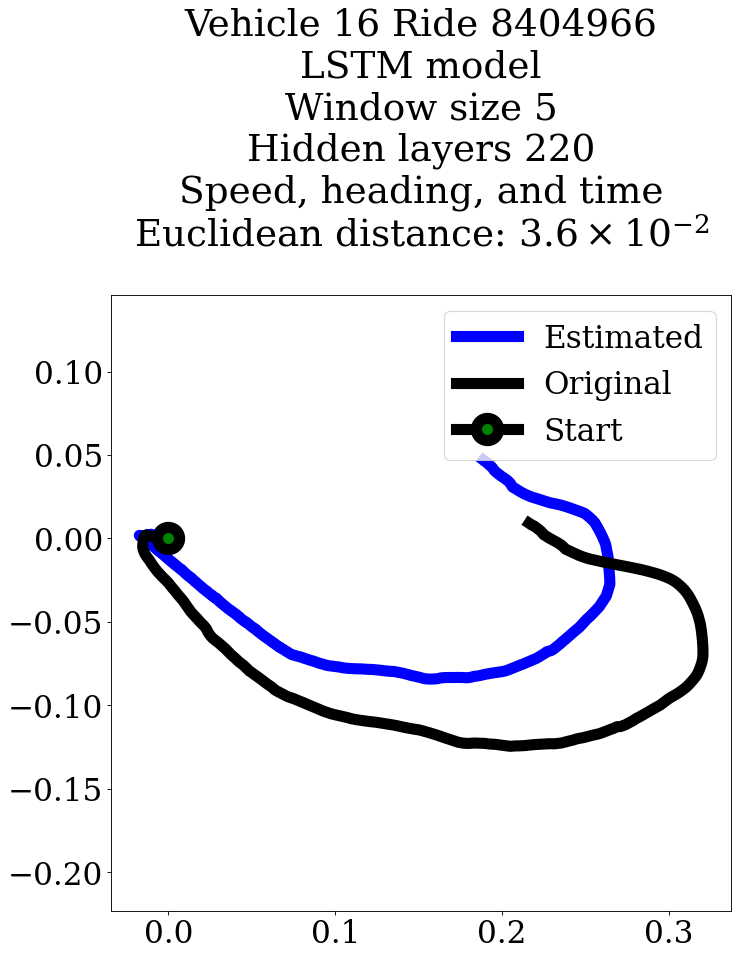 Vehicle 16 Ride 8404966
LSTM model
Window size 5
Hidden layers 220
Speed, heading, and time
Euclidean distance: 3.6 × 10⁻²
Estimated
Original
Start
0.10
0.05
0.00
−0.05
−0.10
−0.15
−0.20
0.0 0.1 0.2 0.3